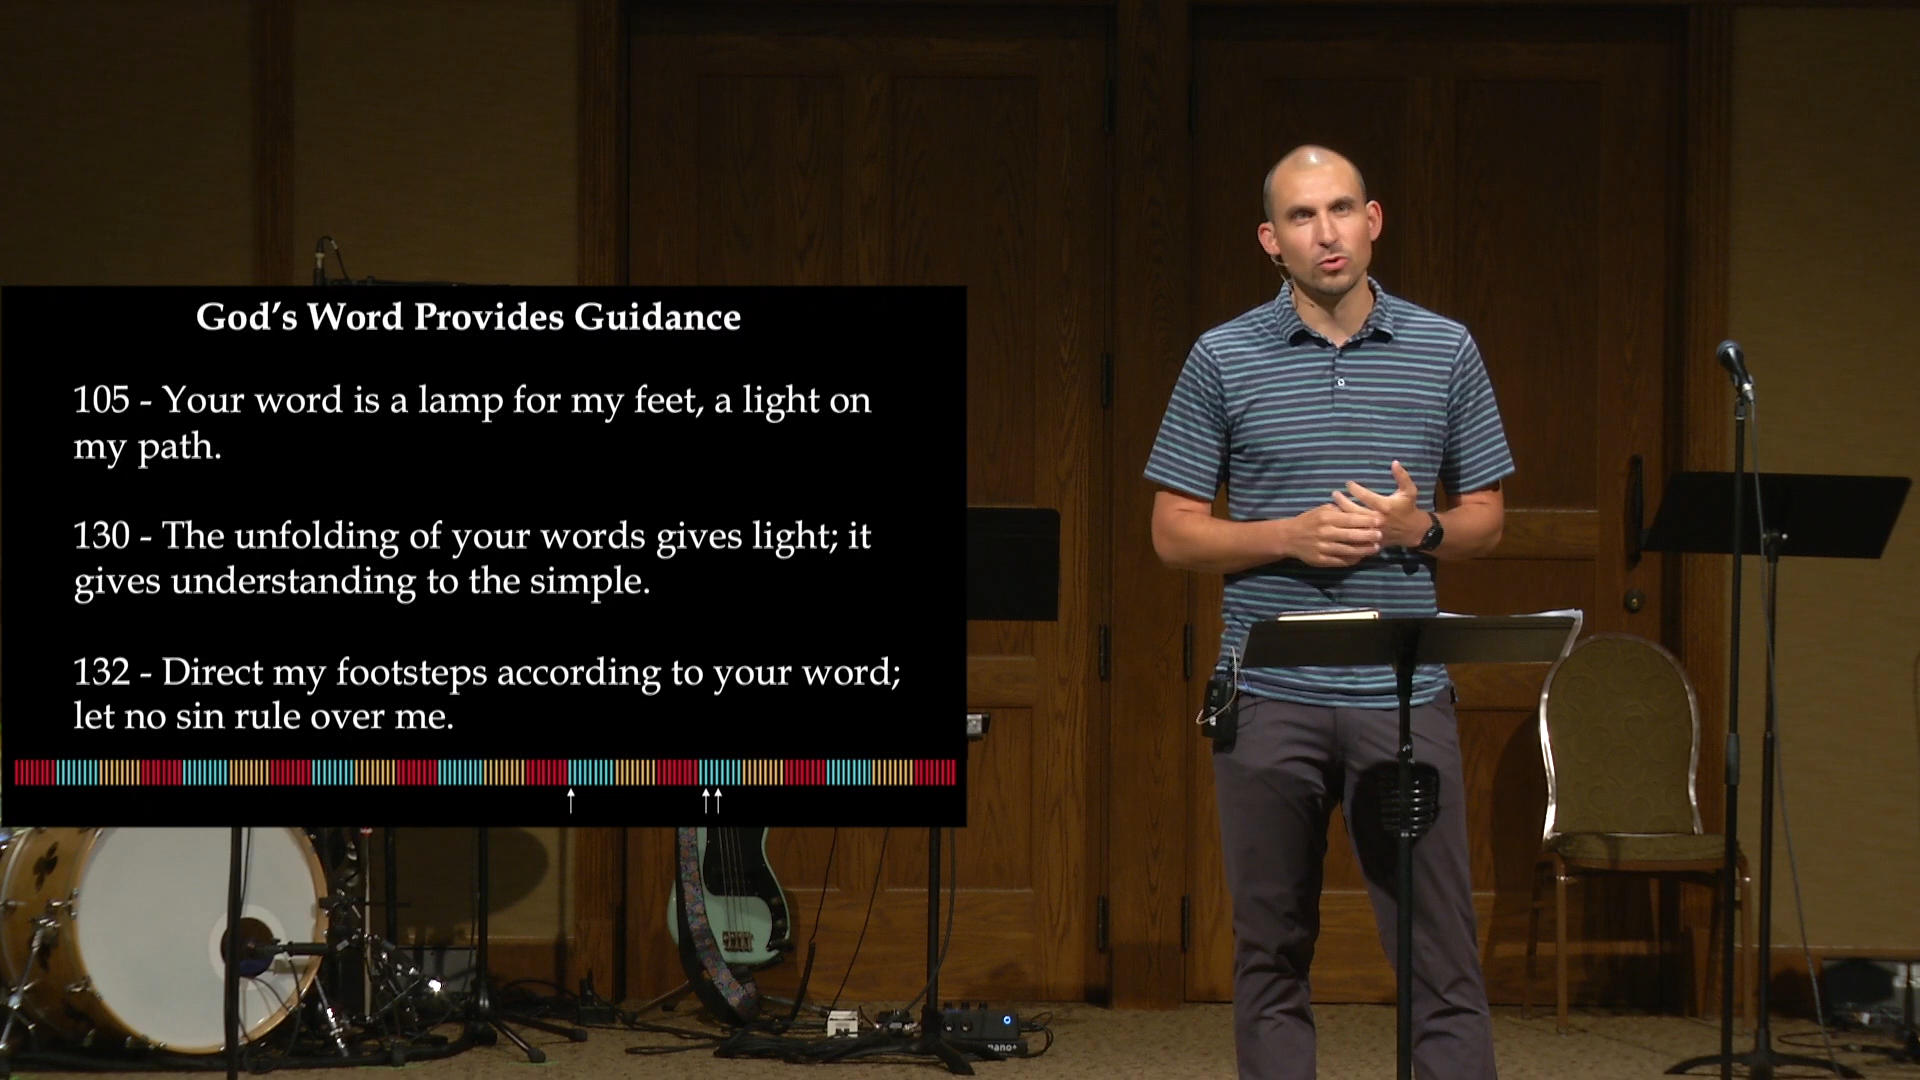 God’s Word Provides Guidance
105 - Your word is a lamp for my feet, a light on
my path.
130 - The unfolding of your words gives light; it
gives understanding to the simple.
132 - Direct my footsteps according to your word;
let no sin rule over me.
nano+